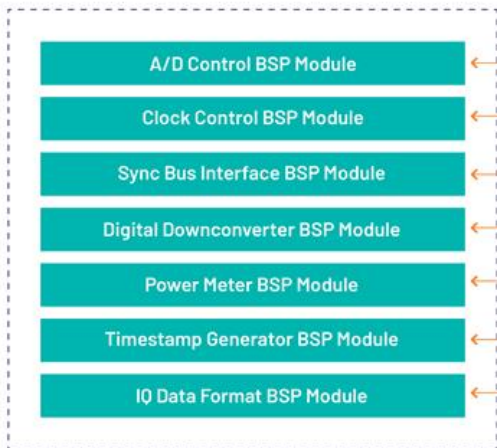 A/D Control BSP Module
Clock Control BSP Module
Sync Bus Interface BSP Module
Digital Downconverter BSP Module
Power Meter BSP Module
Timestamp Generator BSP Module
IQ Data Format BSP Module